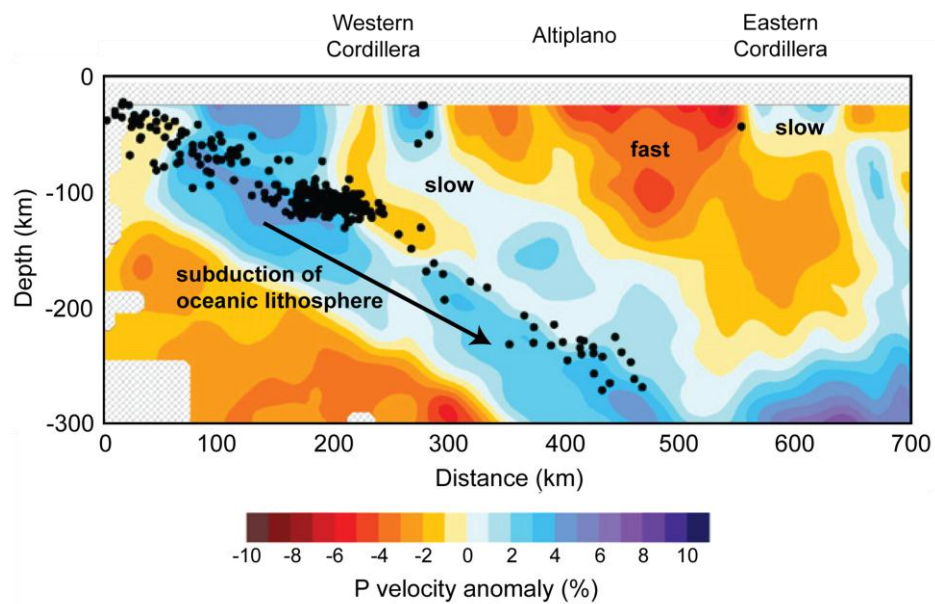 Western
Cordillera
Altiplano
Eastern
Cordillera
0
-100
-200
-300
Depth (km)
slow
fast
slow
subduction of
oceanic lithosphere
0
100
200
300
400
500
600
700
Distance (km)
-10
-8
-6
-4
-2
0
2
4
6
8
10
P velocity anomaly (%)